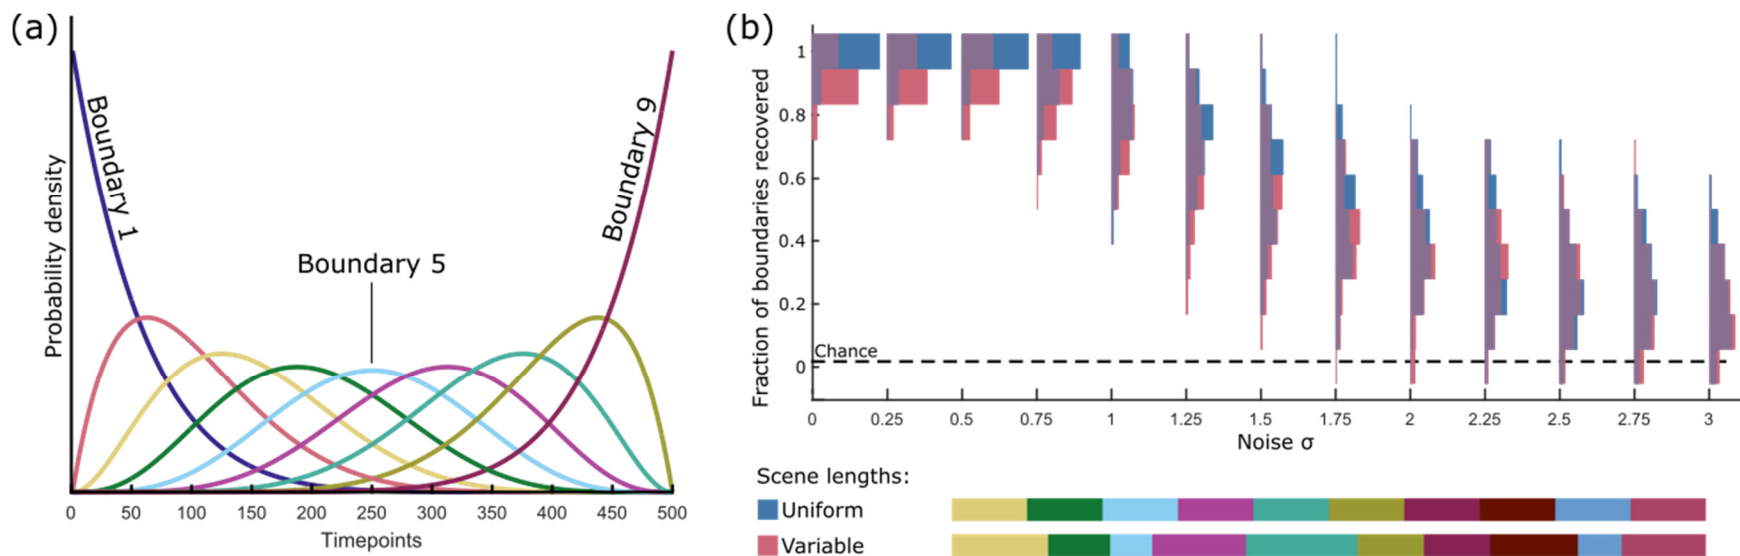 (a)
Probability density
Boundary 1
Boundary 5
Boundary 9
0 50 100 150 200 250 300 350 400 450 500
Timepoints
(b)
Fraction of boundaries recovered
1
0.8
0.6
0.4
0.2
0
Chance
0 0.25 0.5 0.75 1 1.25 1.5 1.75 2 2.25 2.5 2.75 3
Noise σ
Scene lengths:
Uniform
Variable